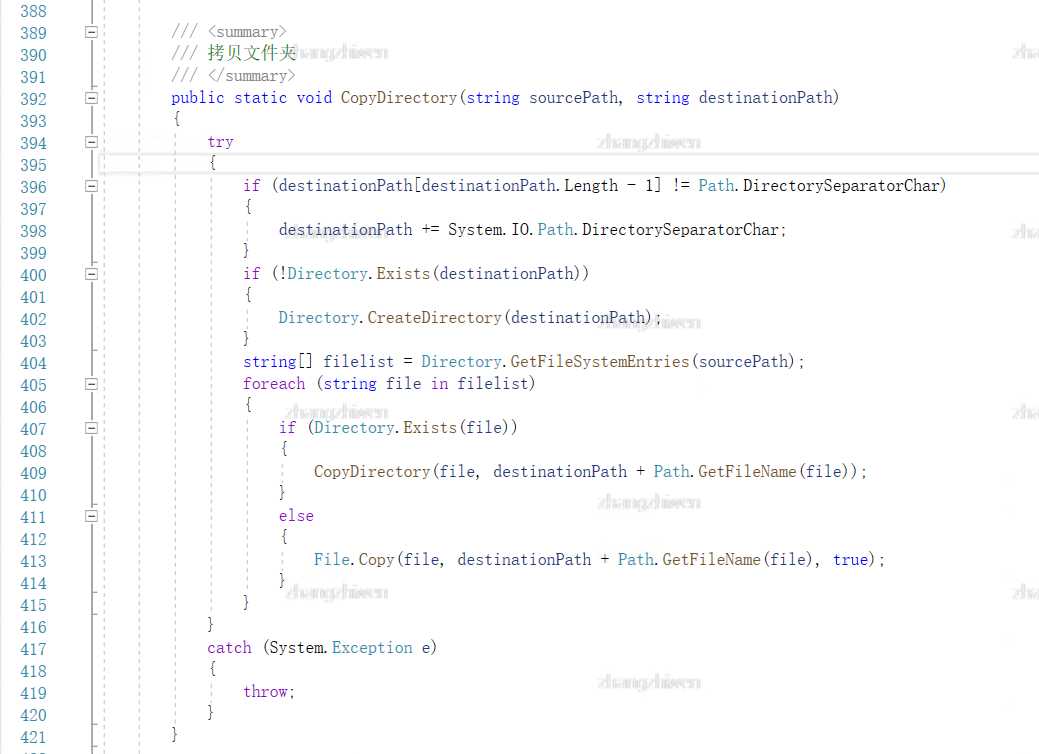 388
389 /// <summary>
390 /// 拷贝文件夹
391 /// </summary>
392 public static void CopyDirectory(string sourcePath, string destinationPath)
393 {
394 try
395 {
396 if (destinationPath[destinationPath.Length - 1] != Path.DirectorySeparatorChar)
397 {
398 destinationPath += System.IO.Path.DirectorySeparatorChar;
399 }
400 if (!Directory.Exists(destinationPath))
401 {
402 Directory.CreateDirectory(destinationPath);
403 }
404 string[] filelist = Directory.GetFileSystemEntries(sourcePath);
405 foreach (string file in filelist)
406 {
407 if (Directory.Exists(file))
408 {
409 CopyDirectory(file, destinationPath + Path.GetFileName(file));
410 }
411 else
412 {
413 File.Copy(file, destinationPath + Path.GetFileName(file), true);
414 }
415 }
416 }
417 catch (System.Exception e)
418 {
419 throw;
420 }
421 }